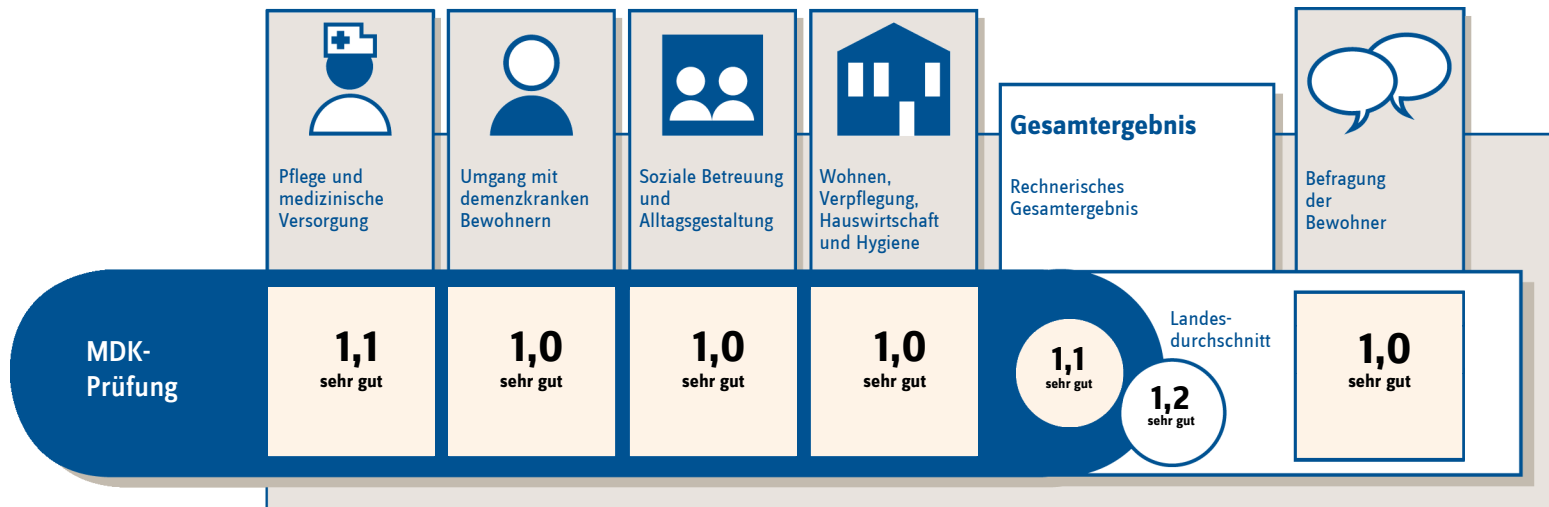 Pflege und
medizinische
Versorgung
Umgang mit
demenzkranken
Bewohnern
Soziale Betreuung
und
Alltagsgestaltung
Wohnen,
Verpflegung,
Hauswirtschaft
und Hygiene
Gesamtergebnis
Rechnerisches
Gesamtergebnis
Befragung
der
Bewohner
MDK-
Prüfung
1,1
sehr gut
1,0
sehr gut
1,0
sehr gut
1,0
sehr gut
1,1
sehr gut
Landes-
durchschnitt
1,2
sehr gut
1,0
sehr gut